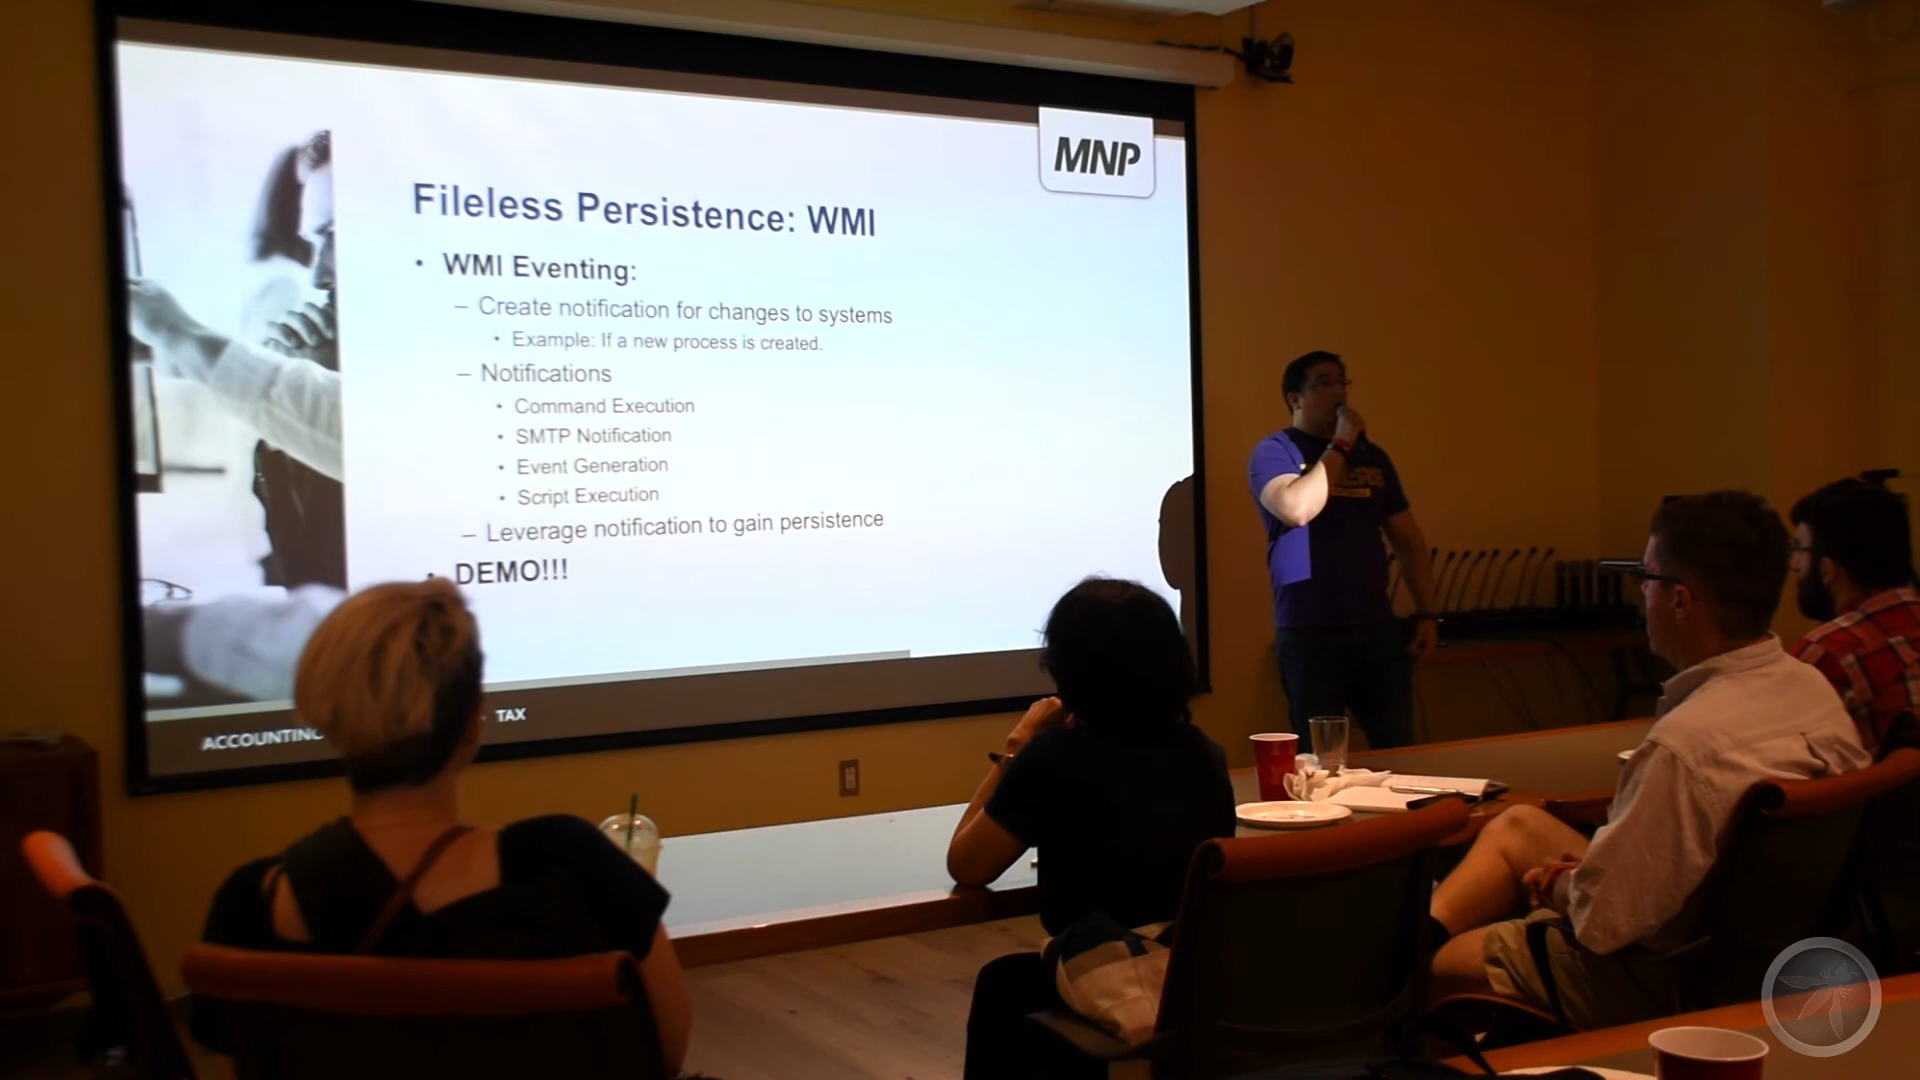 MNP
Fileless Persistence: WMI
• WMI Eventing:
– Create notification for changes to systems
• Example: If a new process is created.
– Notifications
• Command Execution
• SMTP Notification
• Event Generation
• Script Execution
– Leverage notification to gain persistence
• DEMO!!!
TAX